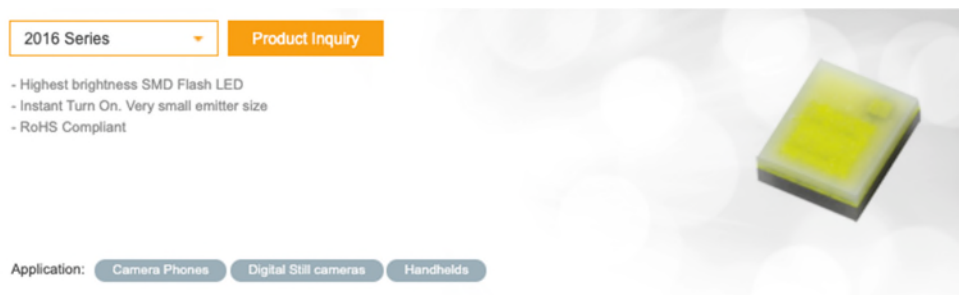 2016 Series
Product Inquiry
- Highest brightness SMD Flash LED
- Instant Turn On. Very small emitter size
- RoHS Compliant
Application:
Camera Phones
Digital Still cameras
Handhelds